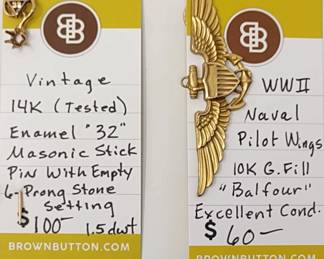 BB
Vintage
14K (Tested)
Enamel "32"
Masonic Stick
Pin With Empty
6-Prong Stone
Setting
$100- 1.5dwt
BROWNBUTTON.COM
BB
WWII
Naval
Pilot Wings
10K G.Fill
"Balfour"
Excellent Cond.
$60-
BROWNBUTTON.COM